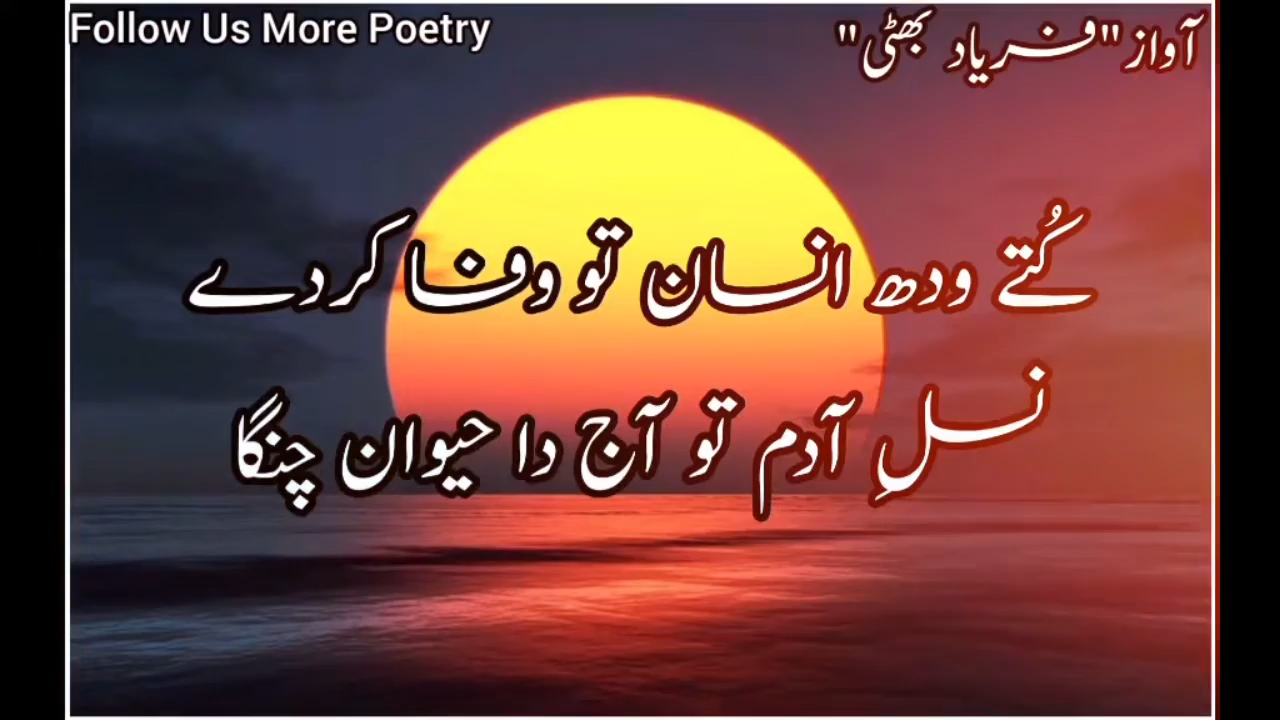 Follow Us More Poetry
آواز "فریاد بھٹی"
کُتے ودھ انسان تو وفا کردے
نسلِ آدم تو آج دا حیوان چنگا